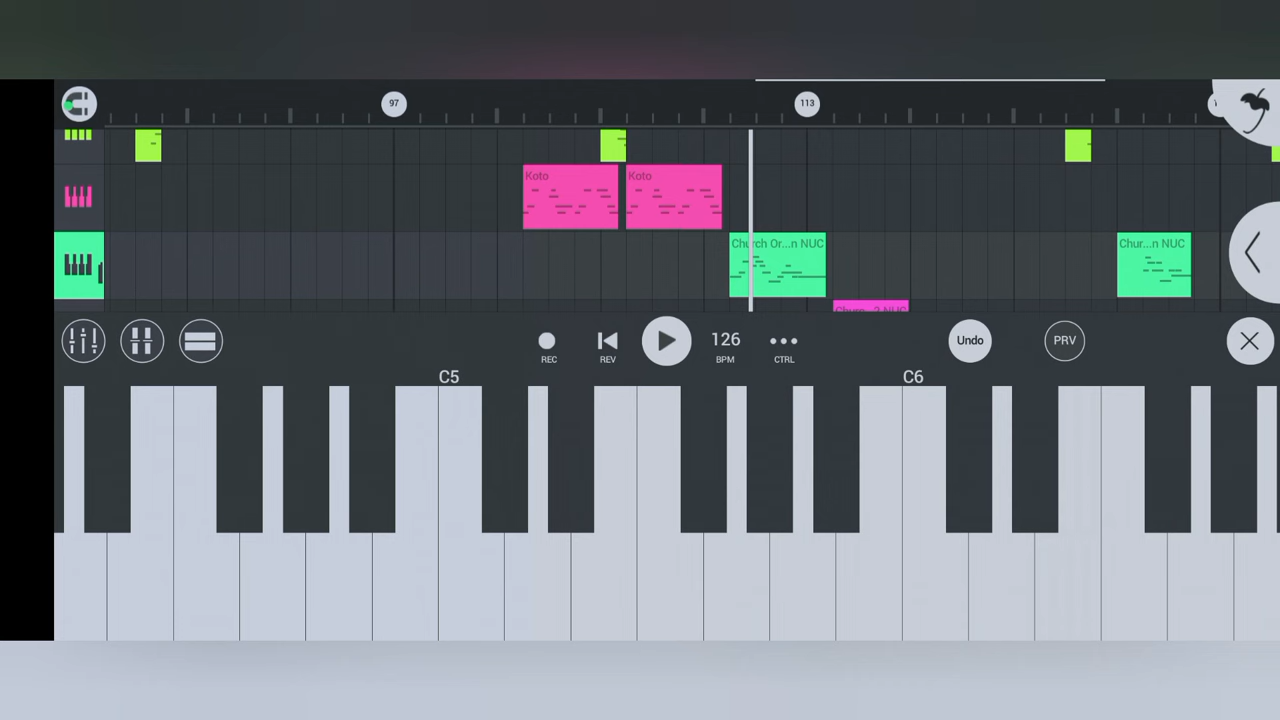 97
113
Koto
Koto
Church Or...n NUC
Chur...n NUC
REC
REV
126
BPM
CTRL
Undo
PRV
C5
C6